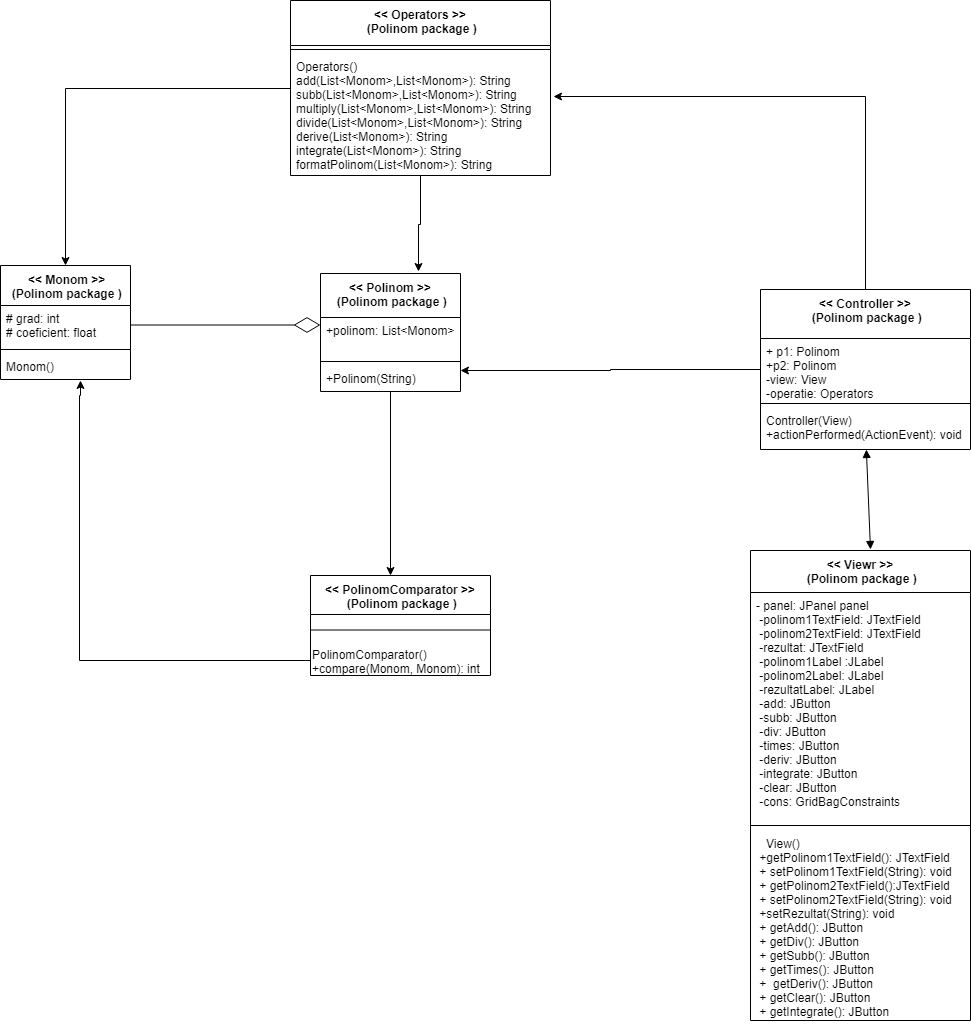 << Operators >>
(Polinom package )
Operators()
add(List<Monom>,List<Monom>): String
subb(List<Monom>,List<Monom>): String
multiply(List<Monom>,List<Monom>): String
divide(List<Monom>,List<Monom>): String
derive(List<Monom>): String
integrate(List<Monom>): String
formatPolinom(List<Monom>): String
<< Monom >>
(Polinom package )
# grad: int
# coeficient: float
Monom()
<< Polinom >>
(Polinom package )
+polinom: List<Monom>
+Polinom(String)
<< Controller >>
(Polinom package )
+ p1: Polinom
+p2: Polinom
-view: View
-operatie: Operators
Controller(View)
+actionPerformed(ActionEvent): void
<< PolinomComparator >>
(Polinom package )
PolinomComparator()
+compare(Monom, Monom): int
<< Viewr >>
(Polinom package )
- panel: JPanel panel
-polinom1TextField: JTextField
-polinom2TextField: JTextField
-rezultat: JTextField
-polinom1Label :JLabel
-polinom2Label: JLabel
-rezultatLabel: JLabel
-add: JButton
-subb: JButton
-div: JButton
-times: JButton
-deriv: JButton
-integrate: JButton
-clear: JButton
-cons: GridBagConstraints
View()
+getPolinom1TextField(): JTextField
+ setPolinom1TextField(String): void
+ getPolinom2TextField():JTextField
+ setPolinom2TextField(String): void
+setRezultat(String): void
+ getAdd(): JButton
+ getDiv(): JButton
+ getSubb(): JButton
+ getTimes(): JButton
+  getDeriv(): JButton
+ getClear(): JButton
+ getIntegrate(): JButton